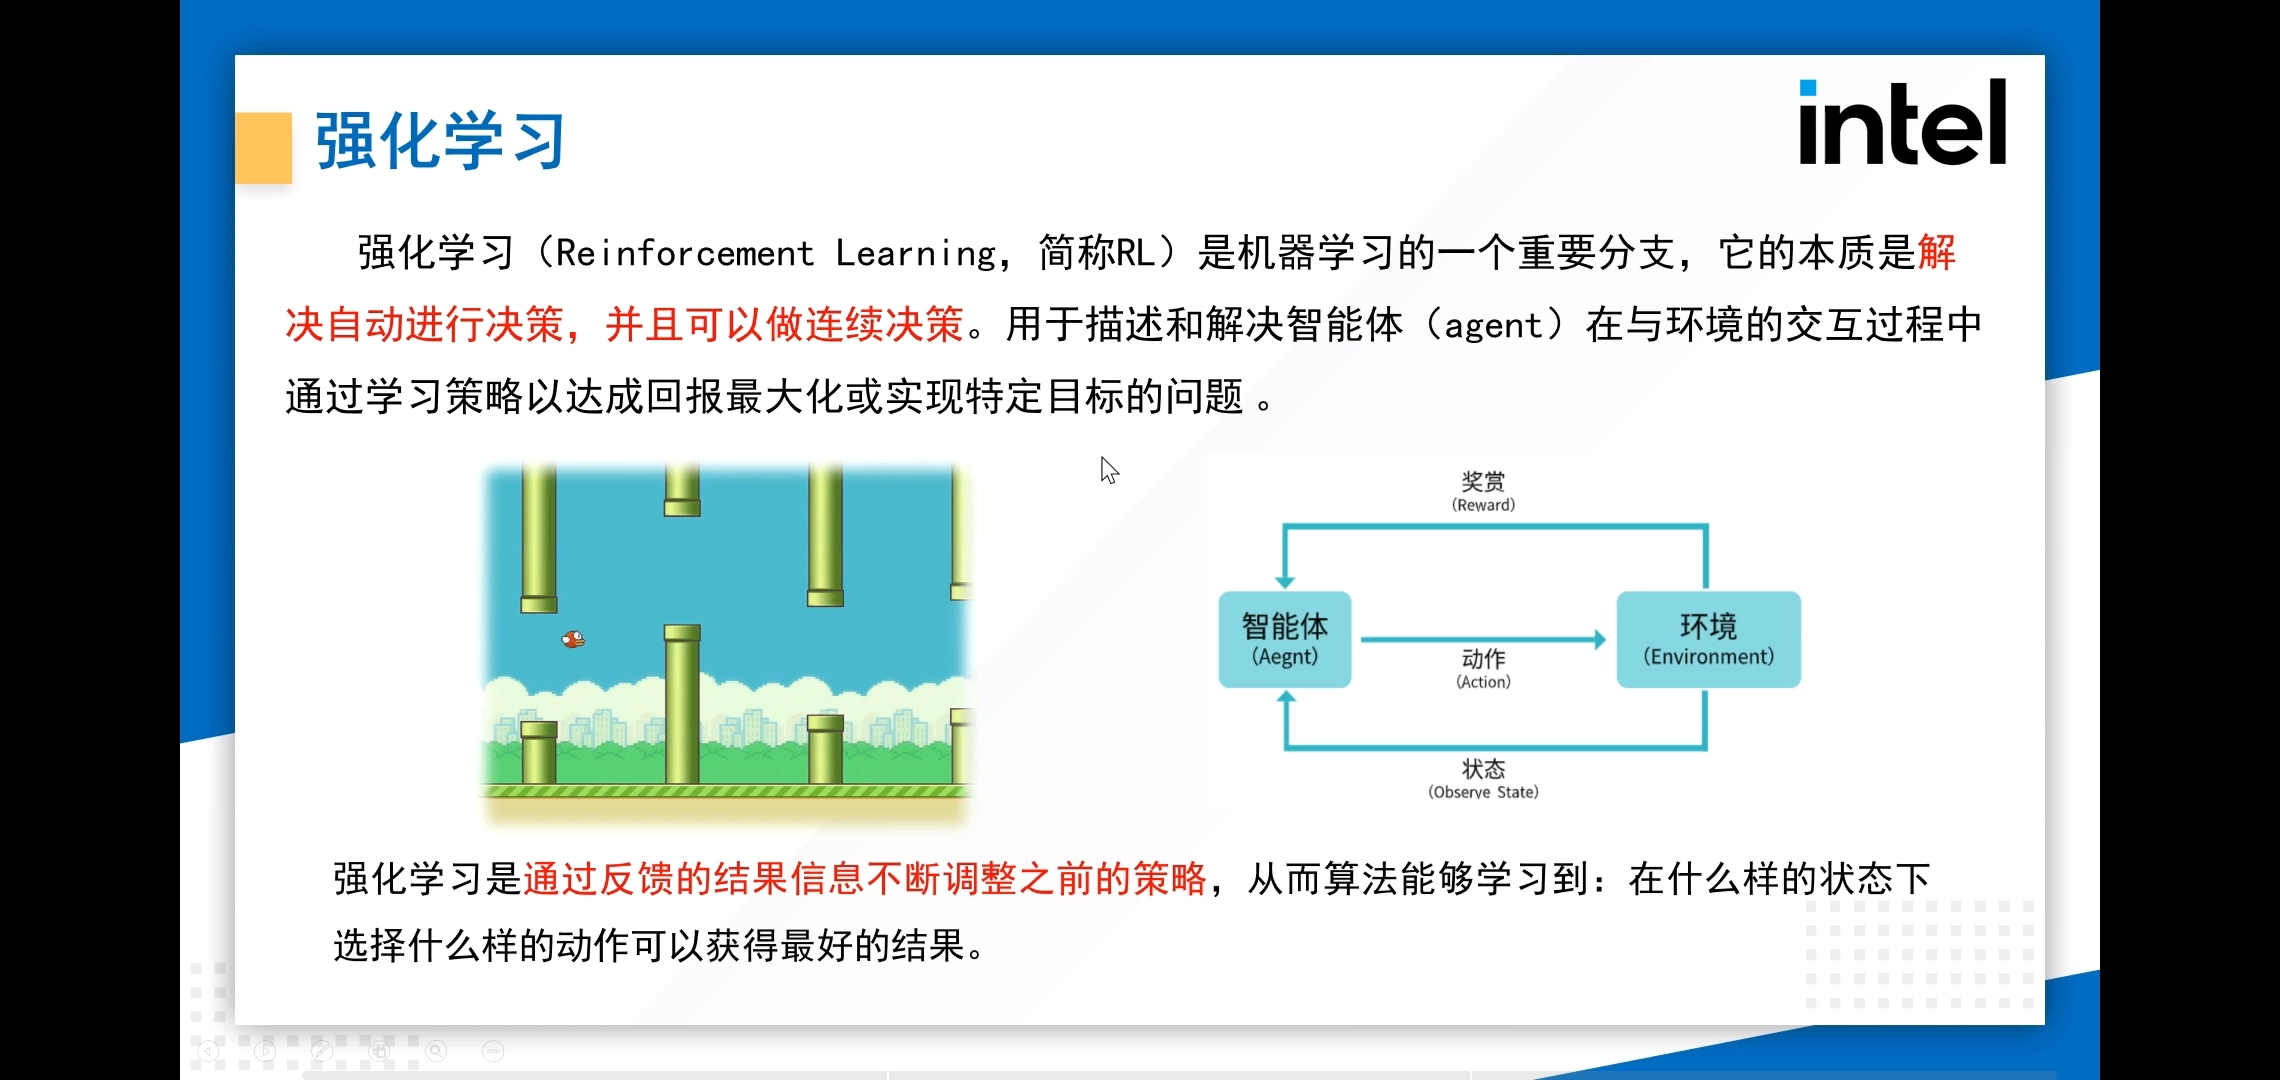 强化学习
intel
强化学习（Reinforcement Learning，简称RL）是机器学习的一个重要分支，它的本质是解
决自动进行决策，并且可以做连续决策。用于描述和解决智能体（agent）在与环境的交互过程中
通过学习策略以达成回报最大化或实现特定目标的问题 。
奖赏
（Reward）
智能体
（Aegnt）
环境
（Environment）
动作
（Action）
状态
（Observe State）
强化学习是通过反馈的结果信息不断调整之前的策略，从而算法能够学习到：在什么样的状态下
选择什么样的动作可以获得最好的结果。